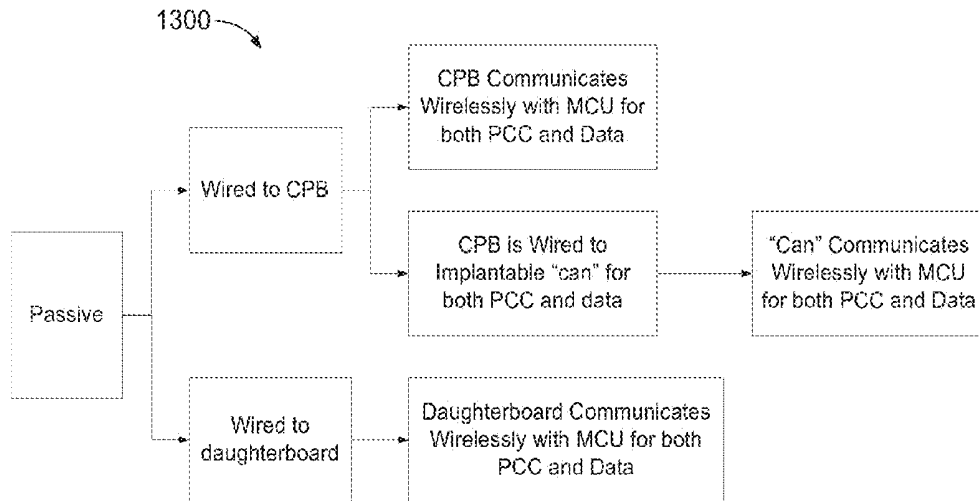 1300
CPB Communicates
Wirelessly with MCU for
both PCC and Data
Wired to CPB
CPB is Wired to
Implantable “can” for
both PCC and data
“Can” Communicates
Wirelessly with MCU
for both PCC and Data
Passive
Wired to
daughterboard
Daughterboard Communicates
Wirelessly with MCU for both
PCC and Data